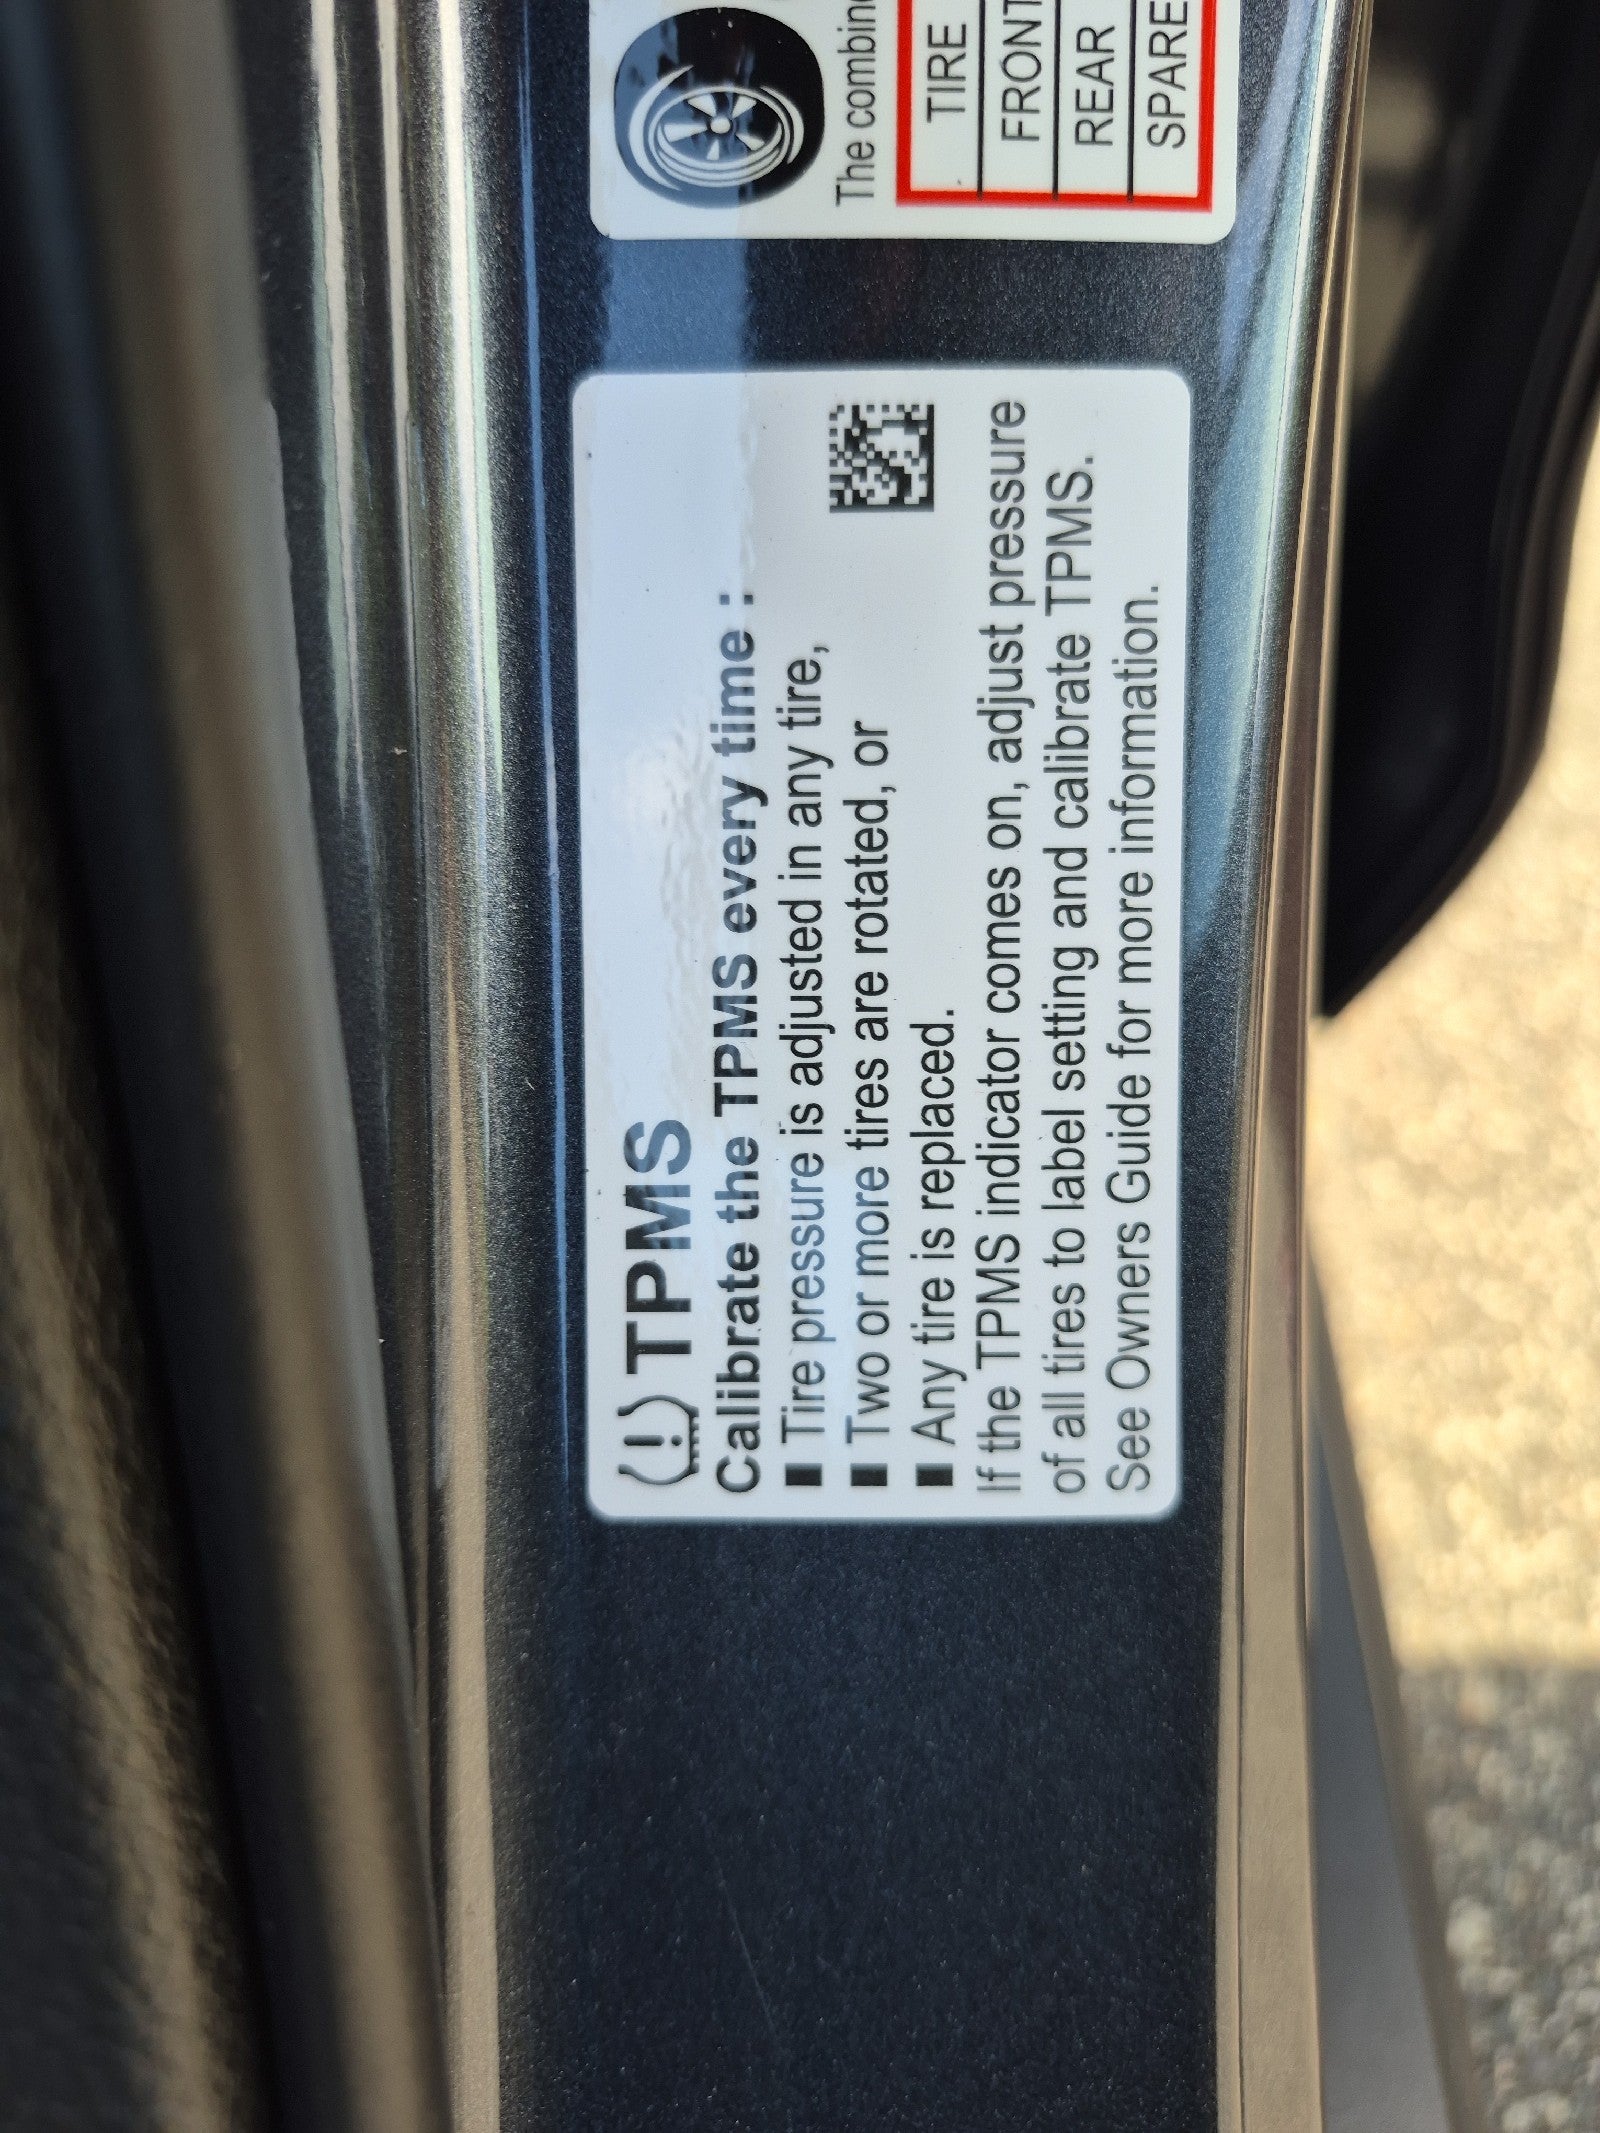 TPMS
Calibrate the TPMS every time :
■ Tire pressure is adjusted in any tire,
■ Two or more tires are rotated, or
■ Any tire is replaced.
If the TPMS indicator comes on, adjust pressure
of all tires to label setting and calibrate TPMS.
See Owners Guide for more information.
The
TIRE
FRONT
REAR
SPARE